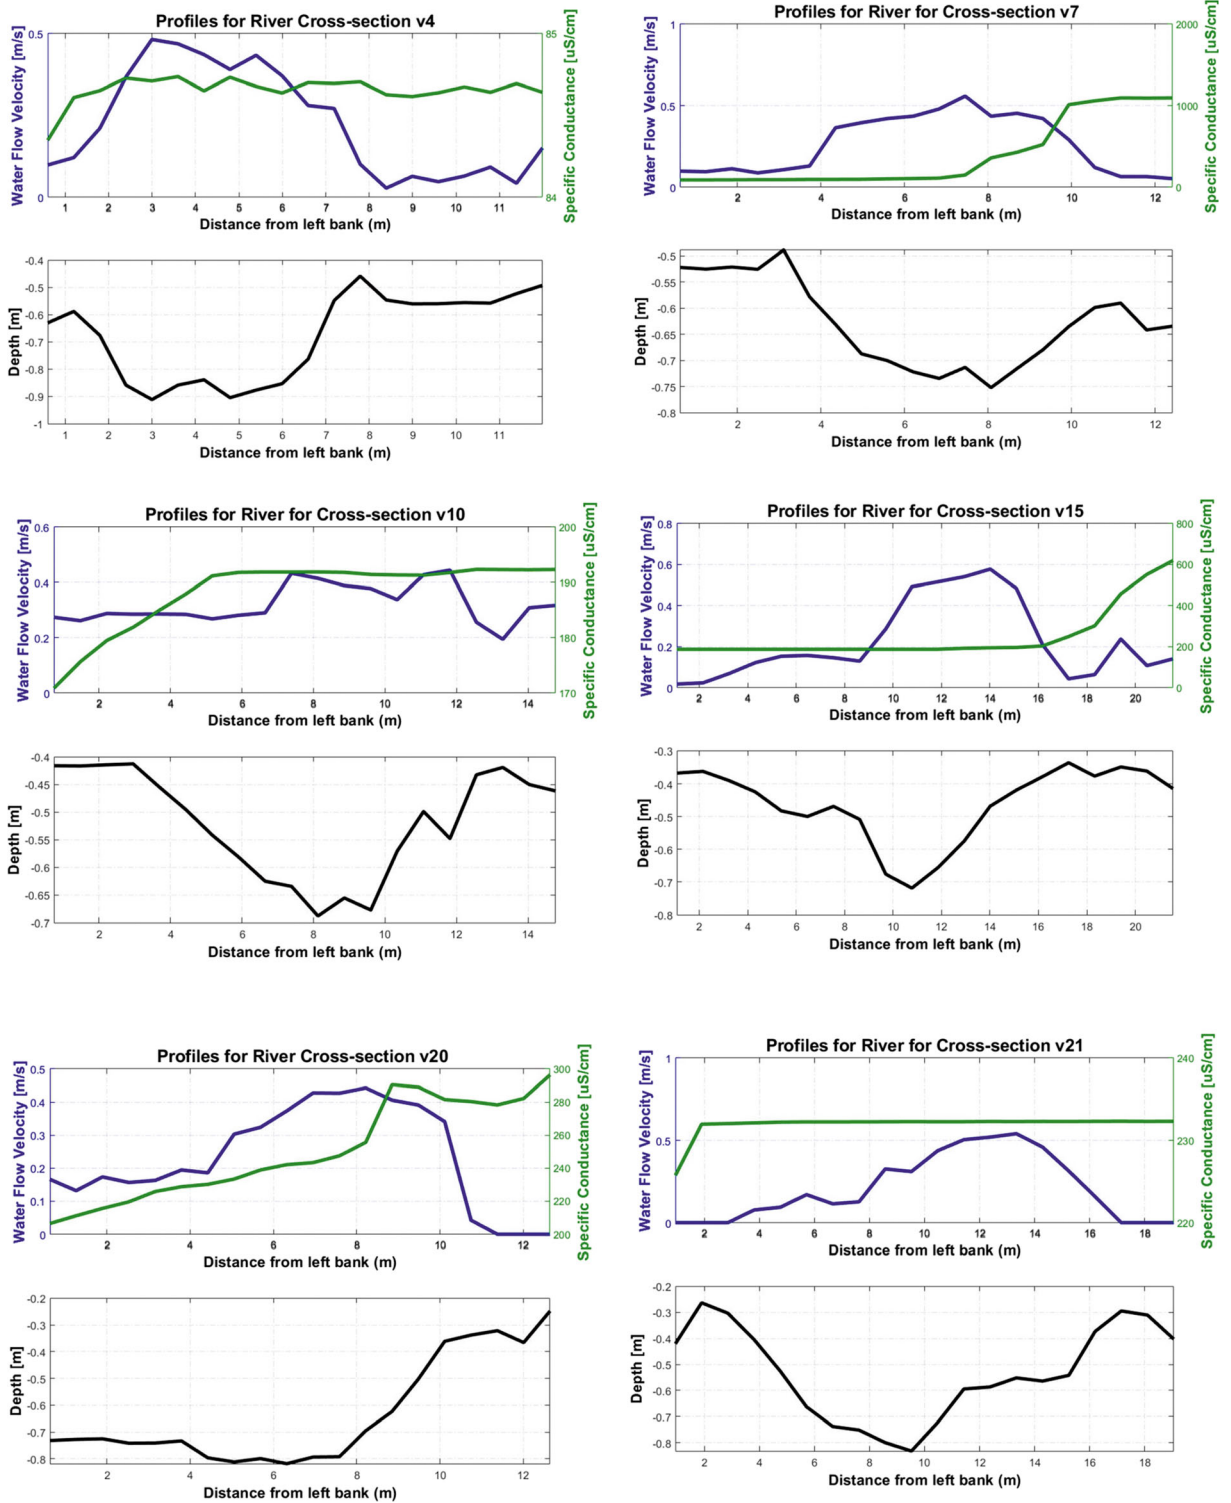 Profiles for River Cross-section v4
Water Flow Velocity [m/s]
0.5
0
Specific Conductance [uS/cm]
85
84
1 2 3 4 5 6 7 8 9 10 11
Distance from left bank (m)
Depth [m]
-0.4
-0.5
-0.6
-0.7
-0.8
-0.9
-1
1 2 3 4 5 6 7 8 9 10 11
Distance from left bank (m)
Profiles for River for Cross-section v7
Water Flow Velocity [m/s]
1
0.5
0
Specific Conductance [uS/cm]
2000
1000
0
2 4 6 8 10 12
Distance from left bank (m)
Depth [m]
-0.5
-0.55
-0.6
-0.65
-0.7
-0.75
-0.8
2 4 6 8 10 12
Distance from left bank (m)
Profiles for River for Cross-section v10
Water Flow Velocity [m/s]
0.6
0.4
0.2
0
Specific Conductance [uS/cm]
200
190
180
170
2 4 6 8 10 12 14
Distance from left bank (m)
Depth [m]
-0.4
-0.45
-0.5
-0.55
-0.6
-0.65
-0.7
2 4 6 8 10 12 14
Distance from left bank (m)
Profiles for River for Cross-section v15
Water Flow Velocity [m/s]
0.8
0.6
0.4
0.2
0
Specific Conductance [uS/cm]
800
600
400
200
0
2 4 6 8 10 12 14 16 18 20
Distance from left bank (m)
Depth [m]
-0.3
-0.4
-0.5
-0.6
-0.7
-0.8
2 4 6 8 10 12 14 16 18 20
Distance from left bank (m)
Profiles for River Cross-section v20
Water Flow Velocity [m/s]
0.5
0.4
0.3
0.2
0.1
0
Specific Conductance [uS/cm]
300
280
260
240
220
200
2 4 6 8 10 12
Distance from left bank (m)
Depth [m]
-0.2
-0.3
-0.4
-0.5
-0.6
-0.7
-0.8
2 4 6 8 10 12
Distance from left bank (m)
Profiles for River for Cross-section v21
Water Flow Velocity [m/s]
1
0.5
0
Specific Conductance [uS/cm]
240
230
220
2 4 6 8 10 12 14 16 18
Distance from left bank (m)
Depth [m]
-0.2
-0.3
-0.4
-0.5
-0.6
-0.7
-0.8
2 4 6 8 10 12 14 16 18
Distance from left bank (m)